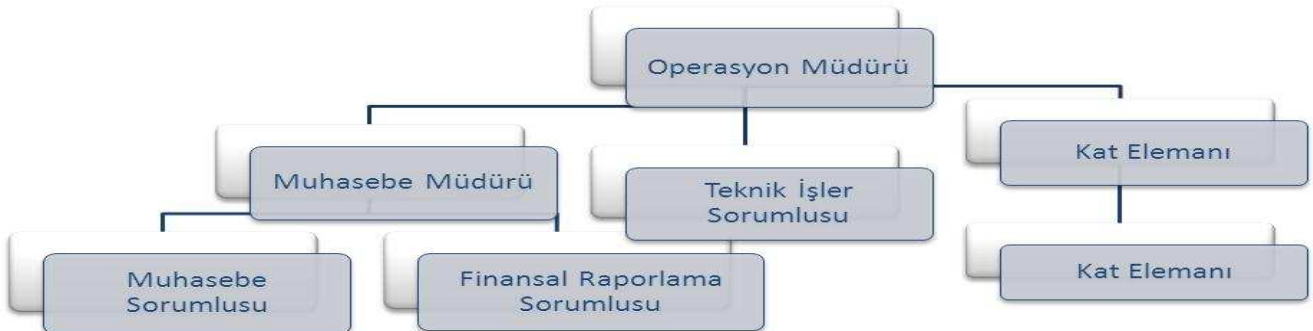 Operasyon Müdürü
Muhasebe Müdürü
Teknik İşler
Sorumlusu
Kat Elemanı
Muhasebe
Sorumlusu
Finansal Raporlama
Sorumlusu
Kat Elemanı